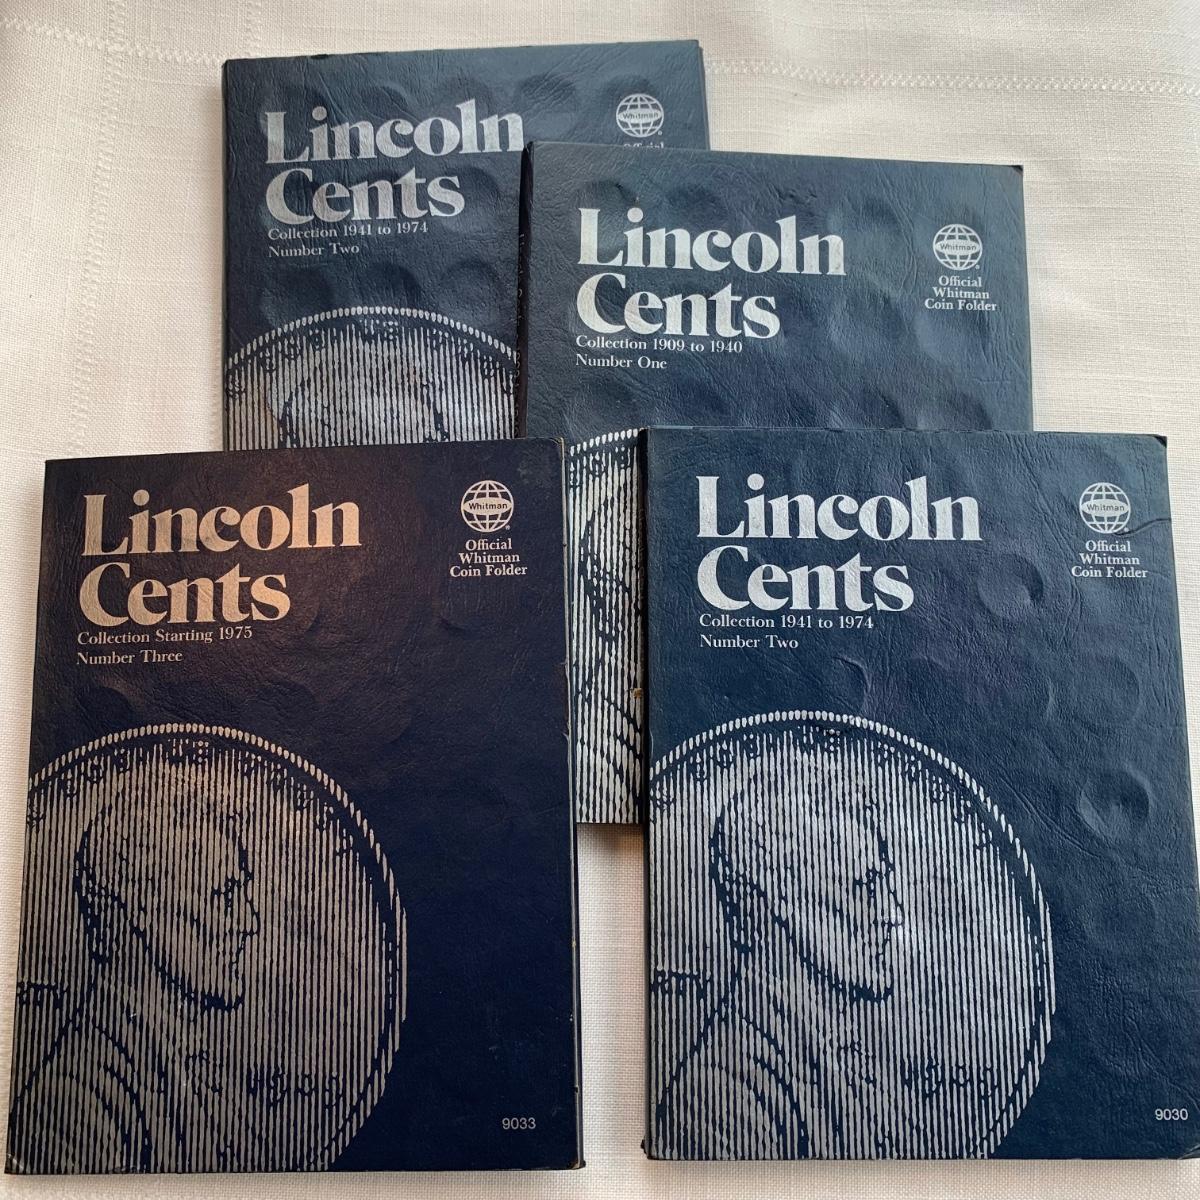 Lincoln
Cents
Collection 1941 to 1974
Number Two
Whitman
Official
Lincoln
Cents
Collection 1909 to 1940
Number One
Whitman
Official
Whitman
Coin Folder
Lincoln
Cents
Collection Starting 1975
Number Three
Whitman
Official
Whitman
Coin Folder
9033
Lincoln
Cents
Collection 1941 to 1974
Number Two
Whitman
Official
Whitman
Coin Folder
9030